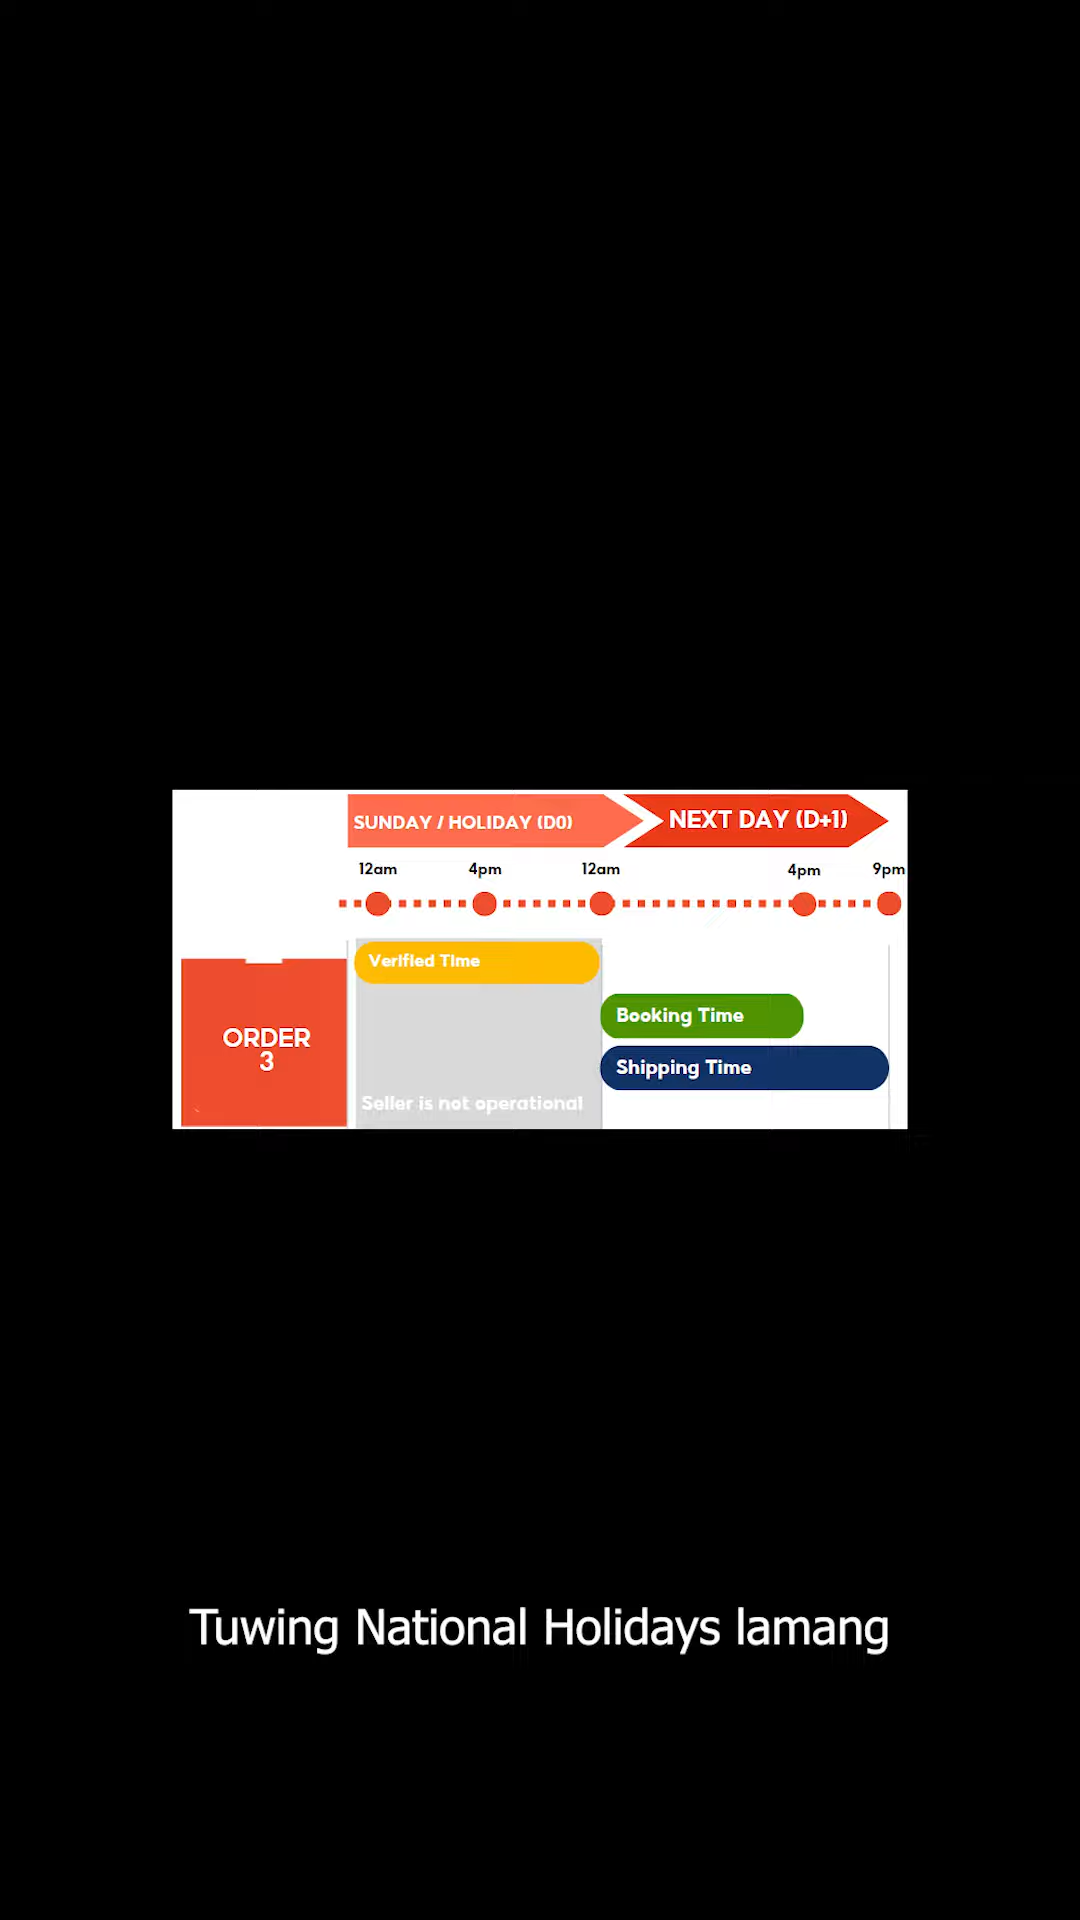 SUNDAY / HOLIDAY (D0)
NEXT DAY (D+1)
12am
4pm
12am
4pm
9pm
Verified Time
Booking Time
ORDER
3
Shipping Time
Seller is not operational
Tuwing National Holidays lamang